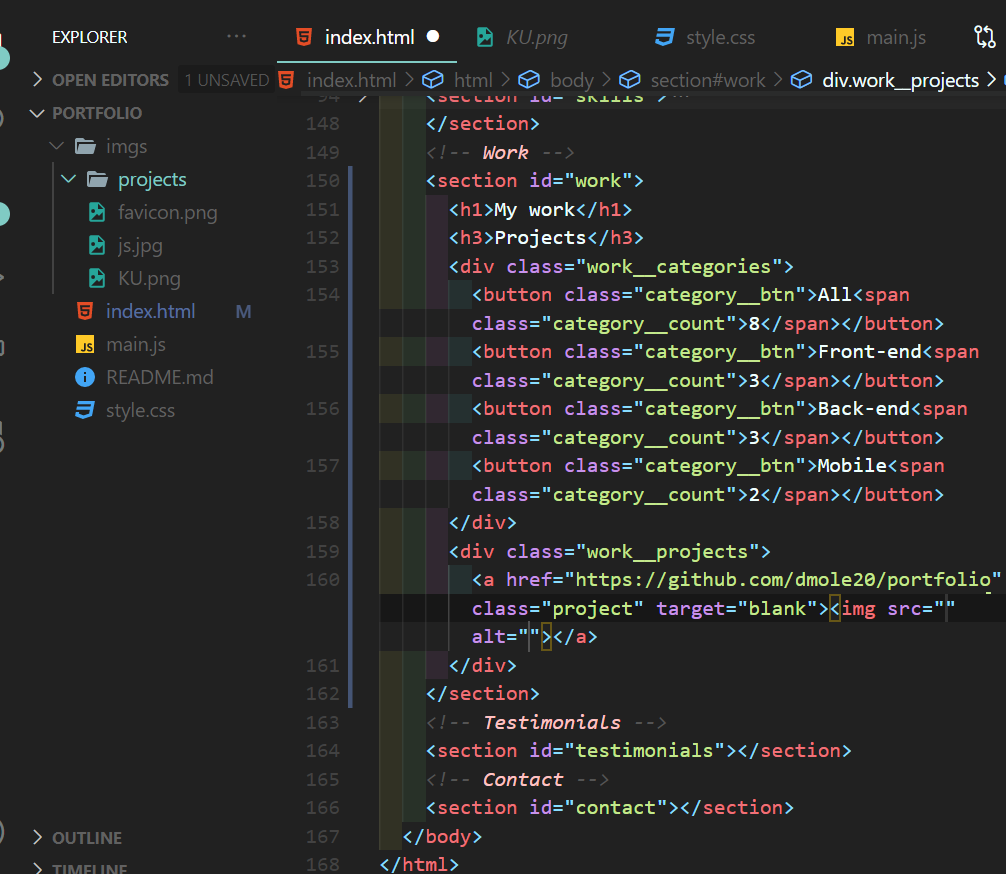 EXPLORER ...
index.html
KU.png
style.css
main.js
OPEN EDITORS 1 UNSAVED
index.html > html > body > section#work > div.work__projects >
PORTFOLIO
imgs
projects
favicon.png
js.jpg
KU.png
index.html M
main.js
README.md
style.css
OUTLINE
TIMELINE
94 <section id="skills">...
148 </section>
149 <!-- Work -->
150 <section id="work">
151 <h1>My work</h1>
152 <h3>Projects</h3>
153 <div class="work__categories">
154 <button class="category__btn">All<span
class="category__count">8</span></button>
155 <button class="category__btn">Front-end<span
class="category__count">3</span></button>
156 <button class="category__btn">Back-end<span
class="category__count">3</span></button>
157 <button class="category__btn">Mobile<span
class="category__count">2</span></button>
158 </div>
159 <div class="work__projects">
160 <a href="https://github.com/dmole20/portfolio"
class="project" target="blank"><img src=""
alt=""></a>
161 </div>
162 </section>
163 <!-- Testimonials -->
164 <section id="testimonials"></section>
165 <!-- Contact -->
166 <section id="contact"></section>
167 </body>
168 </html>